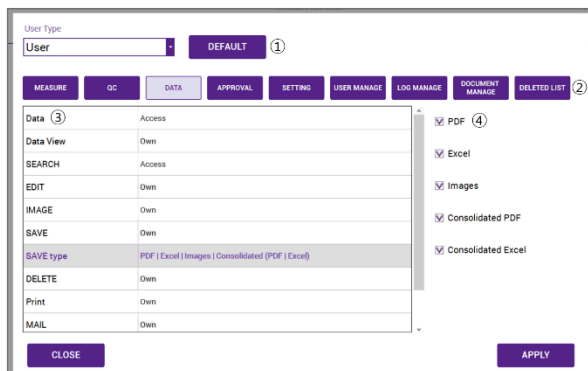 User Type
User
DEFAULT ①
MEASURE QC DATA APPROVAL SETTING USER MANAGE LOG MANAGE DOCUMENT MANAGE DELETED LIST ②
Data ③ Access
Data View Own
SEARCH Access
EDIT Own
IMAGE Own
SAVE Own
SAVE type PDF | Excel | Images | Consolidated (PDF | Excel)
DELETE Own
Print Own
MAIL Own
PDF ④
Excel
Images
Consolidated PDF
Consolidated Excel
CLOSE
APPLY